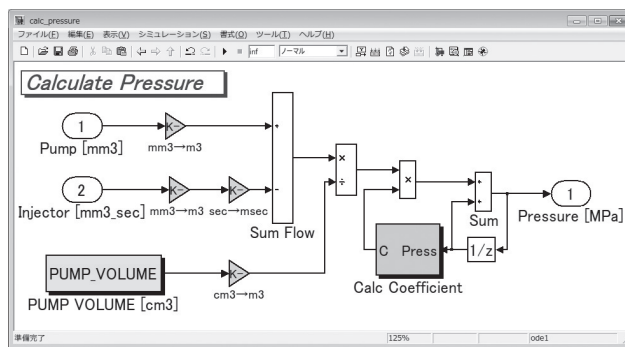 calc_pressure
ファイル(F) 編集(E) 表示(V) シミュレーション(S) 書式(O) ツール(T) ヘルプ(H)
inf ノーマル
Calculate Pressure
1
K-
Pump [mm3]
mm3→m3
+
2
K-
K-
-
Injector [mm3_sec]
mm3→m3
sec→msec
Sum Flow
×
÷
×
+
+
Sum
1
Pressure [MPa]
C Press
1/z
Calc Coefficient
PUMP_VOLUME
K-
PUMP VOLUME [cm3]
cm3→m3
準備完了
125%
ode1